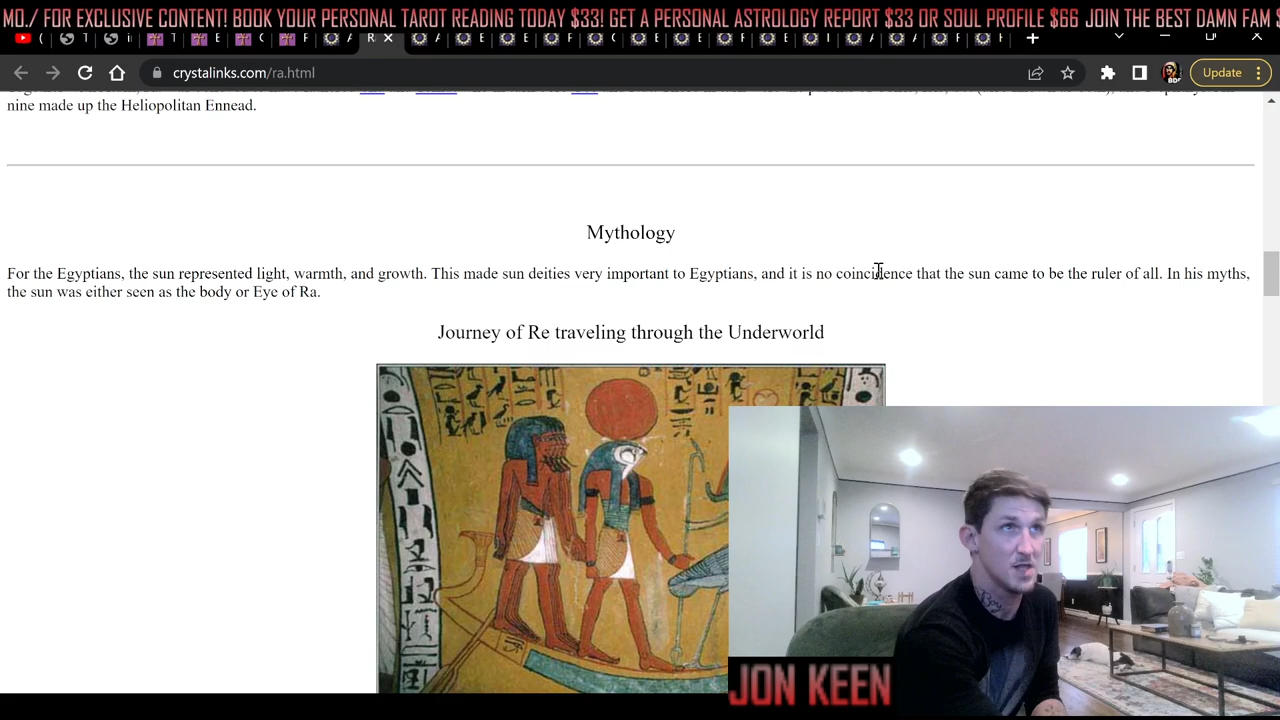 MO./ FOR EXCLUSIVE CONTENT! BOOK YOUR PERSONAL TAROT READING TODAY $33! GET A PERSONAL ASTROLOGY REPORT $33 OR SOUL PROFILE $66 JOIN THE BEST DAMN FAM $
crystalinks.com/ra.html
Update
nine made up the Heliopolitan Ennead.
Mythology
For the Egyptians, the sun represented light, warmth, and growth. This made sun deities very important to Egyptians, and it is no coincidence that the sun came to be the ruler of all. In his myths,
the sun was either seen as the body or Eye of Ra.
Journey of Re traveling through the Underworld
JON KEEN